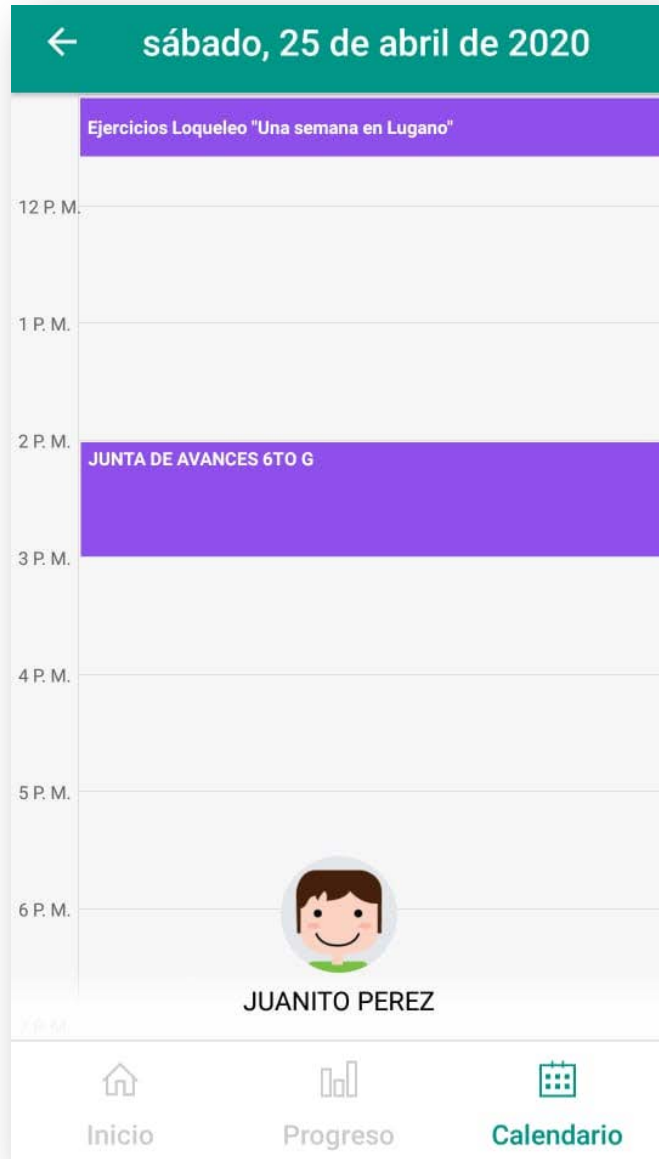 sábado, 25 de abril de 2020
Ejercicios Loqueleo "Una semana en Lugano"
12 P. M.
1 P. M.
2 P. M.
JUNTA DE AVANCES 6TO G
3 P. M.
4 P. M.
5 P. M.
6 P. M.
JUANITO PEREZ
7 P. M.
Inicio
Progreso
Calendario